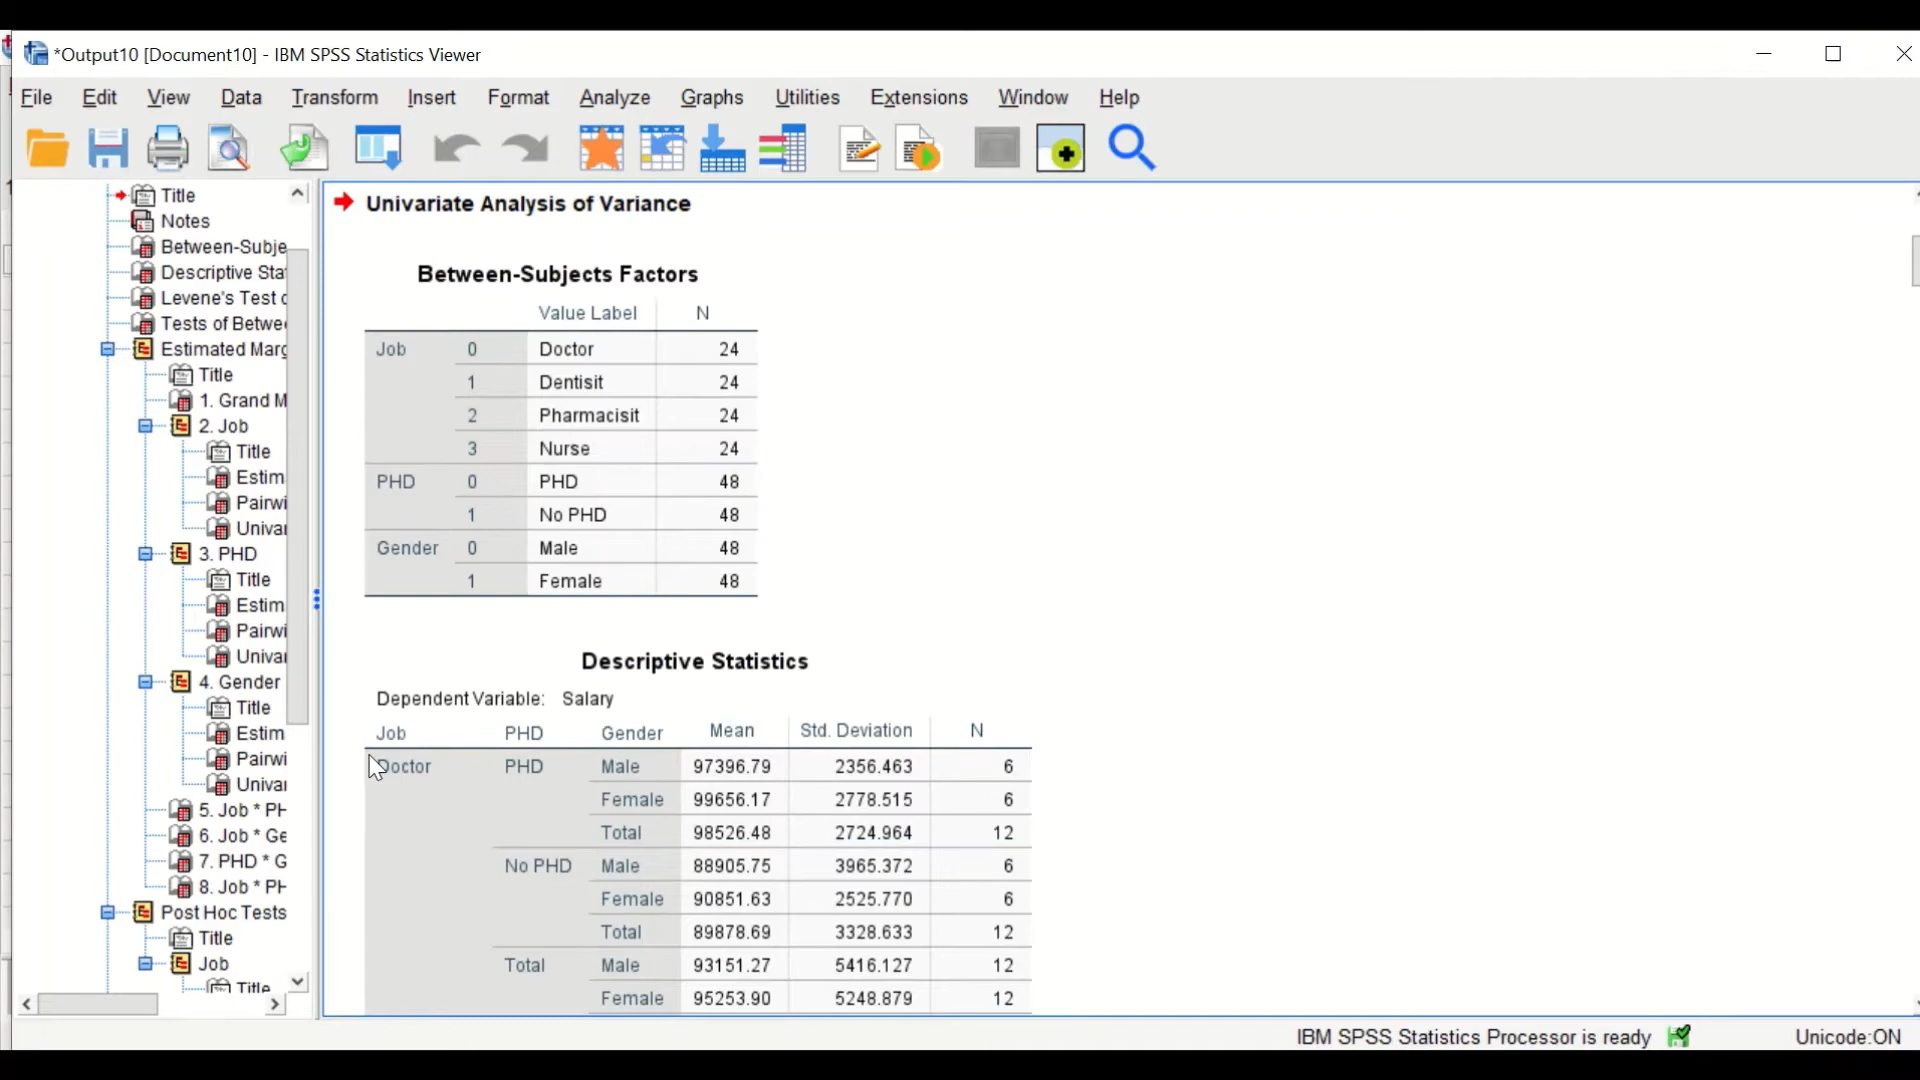 *Output10 [Document10] - IBM SPSS Statistics Viewer
File Edit View Data Transform Insert Format Analyze Graphs Utilities Extensions Window Help
Title
Notes
Between-Subje
Descriptive Sta
Levene's Test o
Tests of Betwe
Estimated Marg
Title
1. Grand M
2. Job
Title
Estim
Pairwi
Univar
3. PHD
Title
Estim
Pairwi
Univar
4. Gender
Title
Estim
Pairwi
Univar
5. Job * PH
6. Job * Ge
7. PHD * G
8. Job * PH
Post Hoc Tests
Title
Job
Title
Univariate Analysis of Variance
Between-Subjects Factors
Value Label N
Job 0 Doctor 24
1 Dentisit 24
2 Pharmacisit 24
3 Nurse 24
PHD 0 PHD 48
1 No PHD 48
Gender 0 Male 48
1 Female 48
Descriptive Statistics
Dependent Variable: Salary
Job PHD Gender Mean Std. Deviation N
Doctor PHD Male 97396.79 2356.463 6
Female 99656.17 2778.515 6
Total 98526.48 2724.964 12
No PHD Male 88905.75 3965.372 6
Female 90851.63 2525.770 6
Total 89878.69 3328.633 12
Total Male 93151.27 5416.127 12
Female 95253.90 5248.879 12
IBM SPSS Statistics Processor is ready Unicode:ON